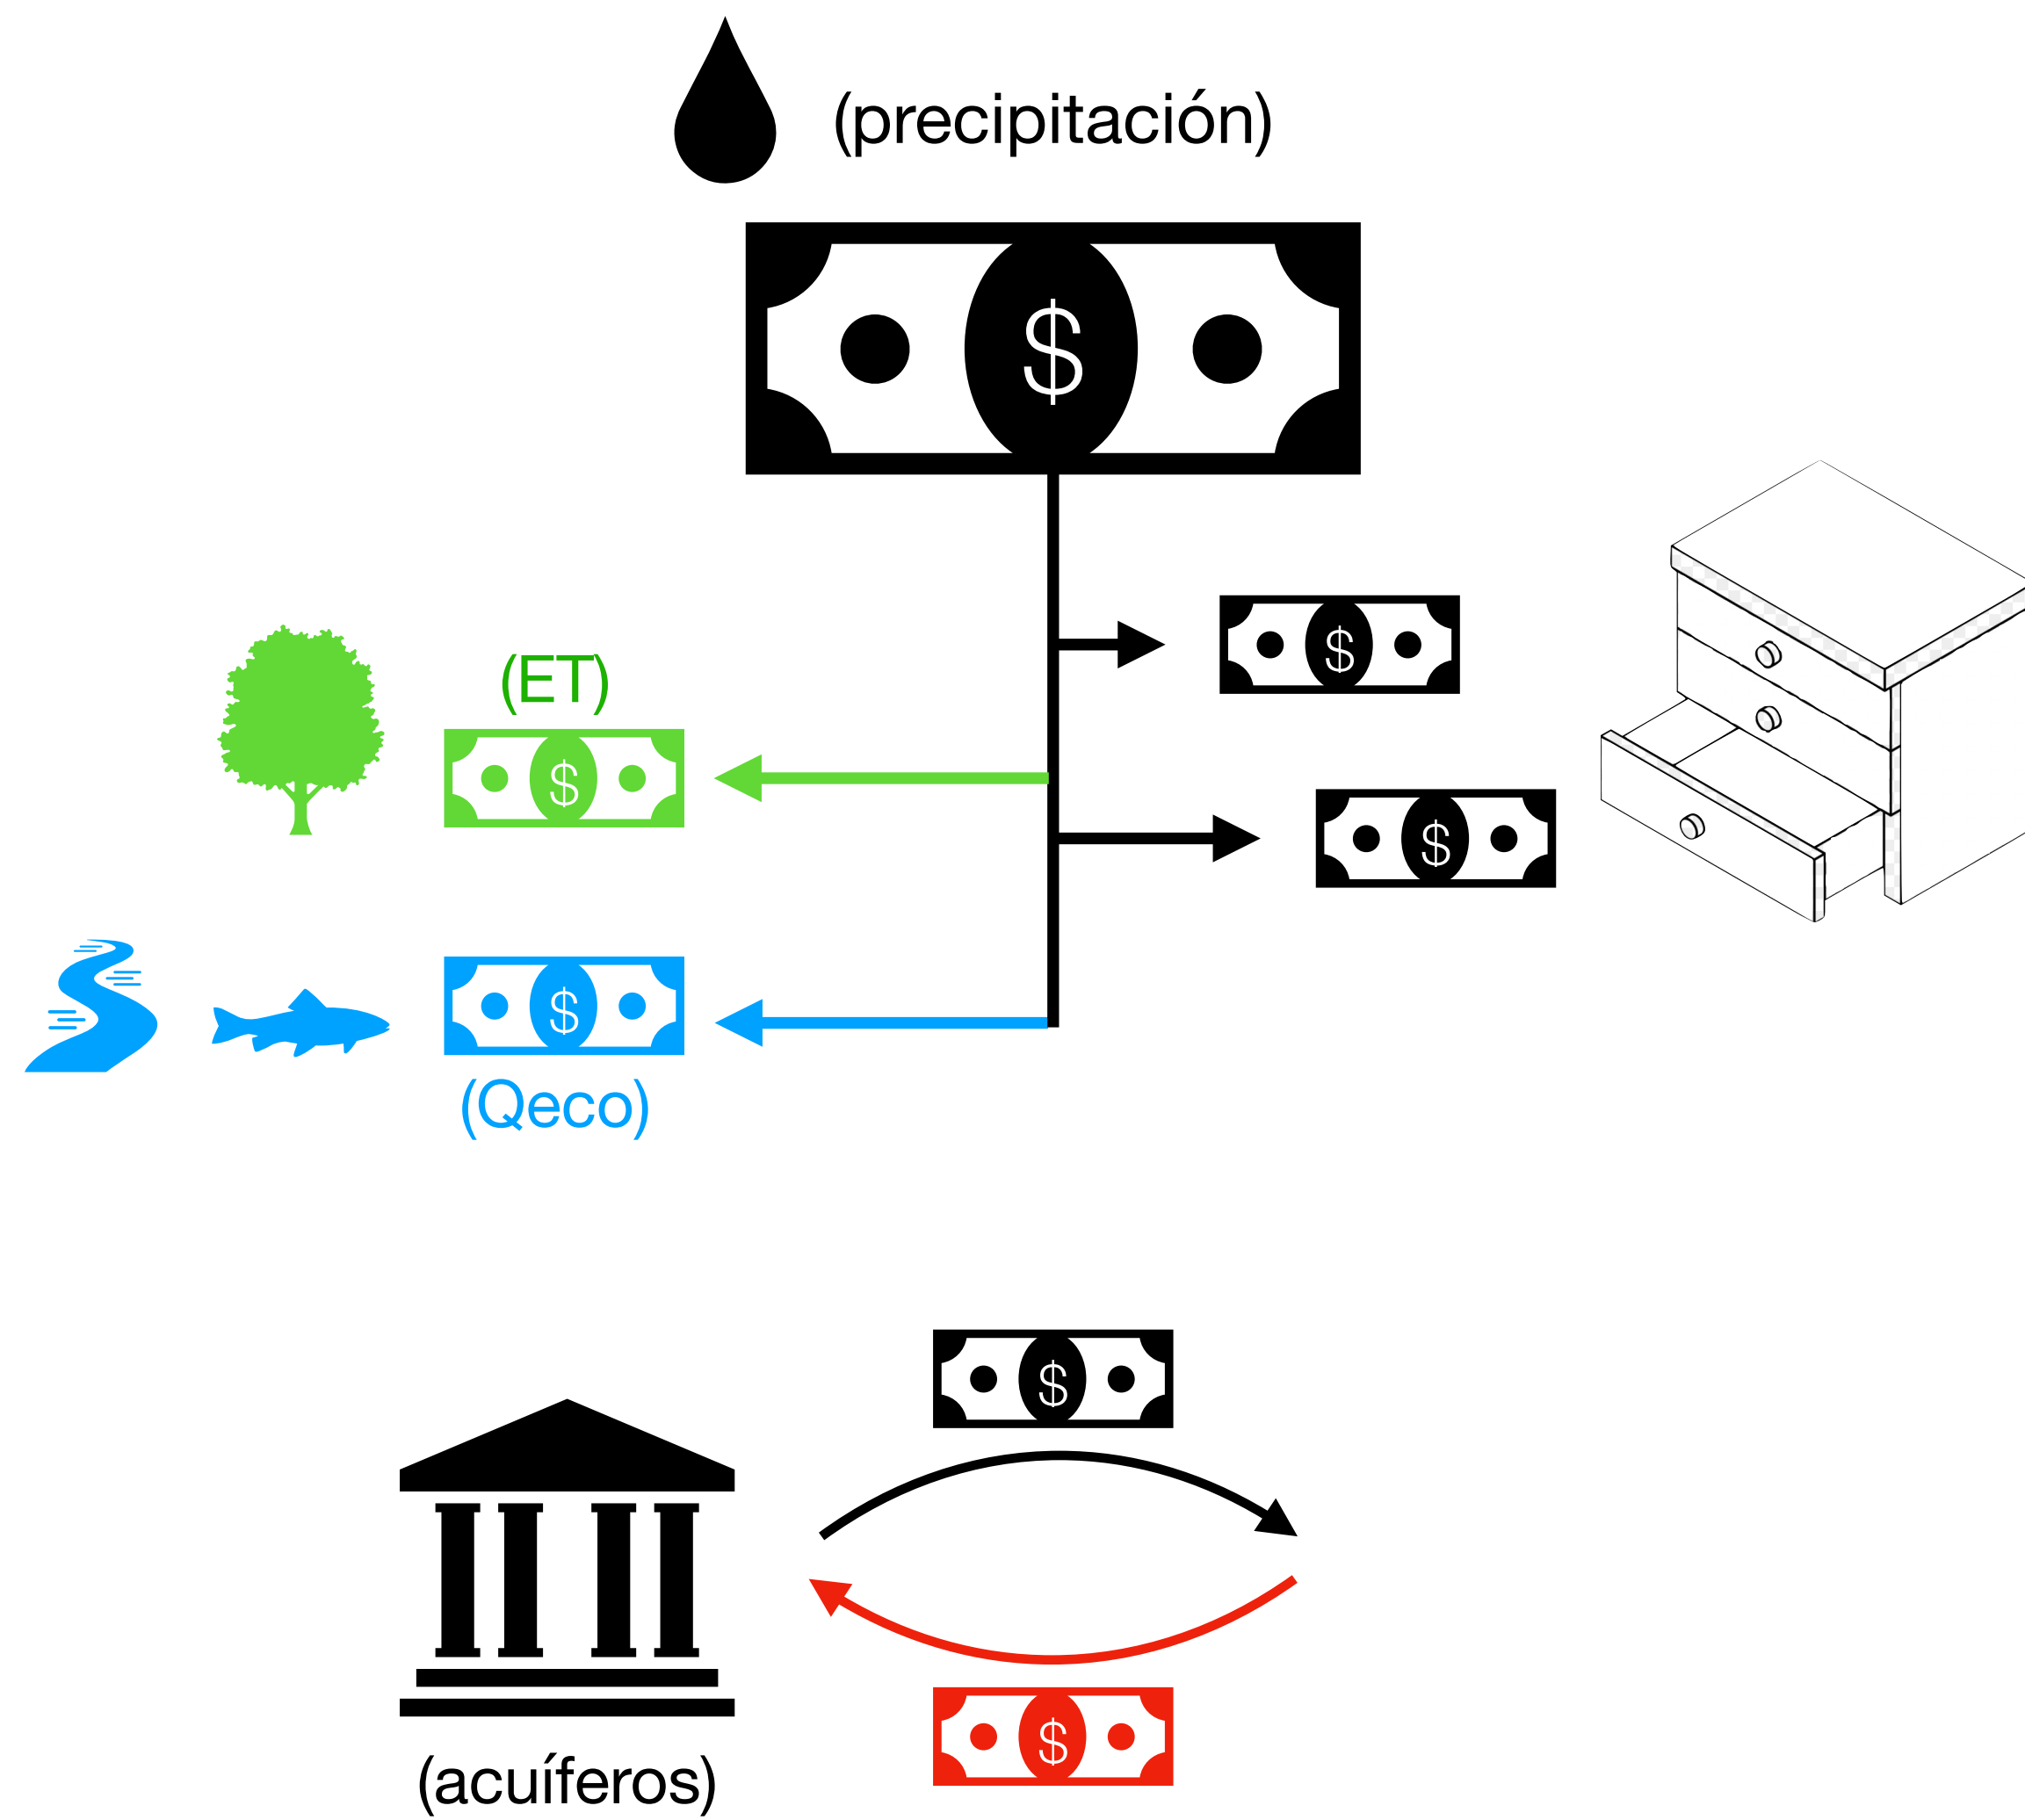 (precipitación)
$
$
(ET)
$
$
$
(Qeco)
$
$
(acuíferos)